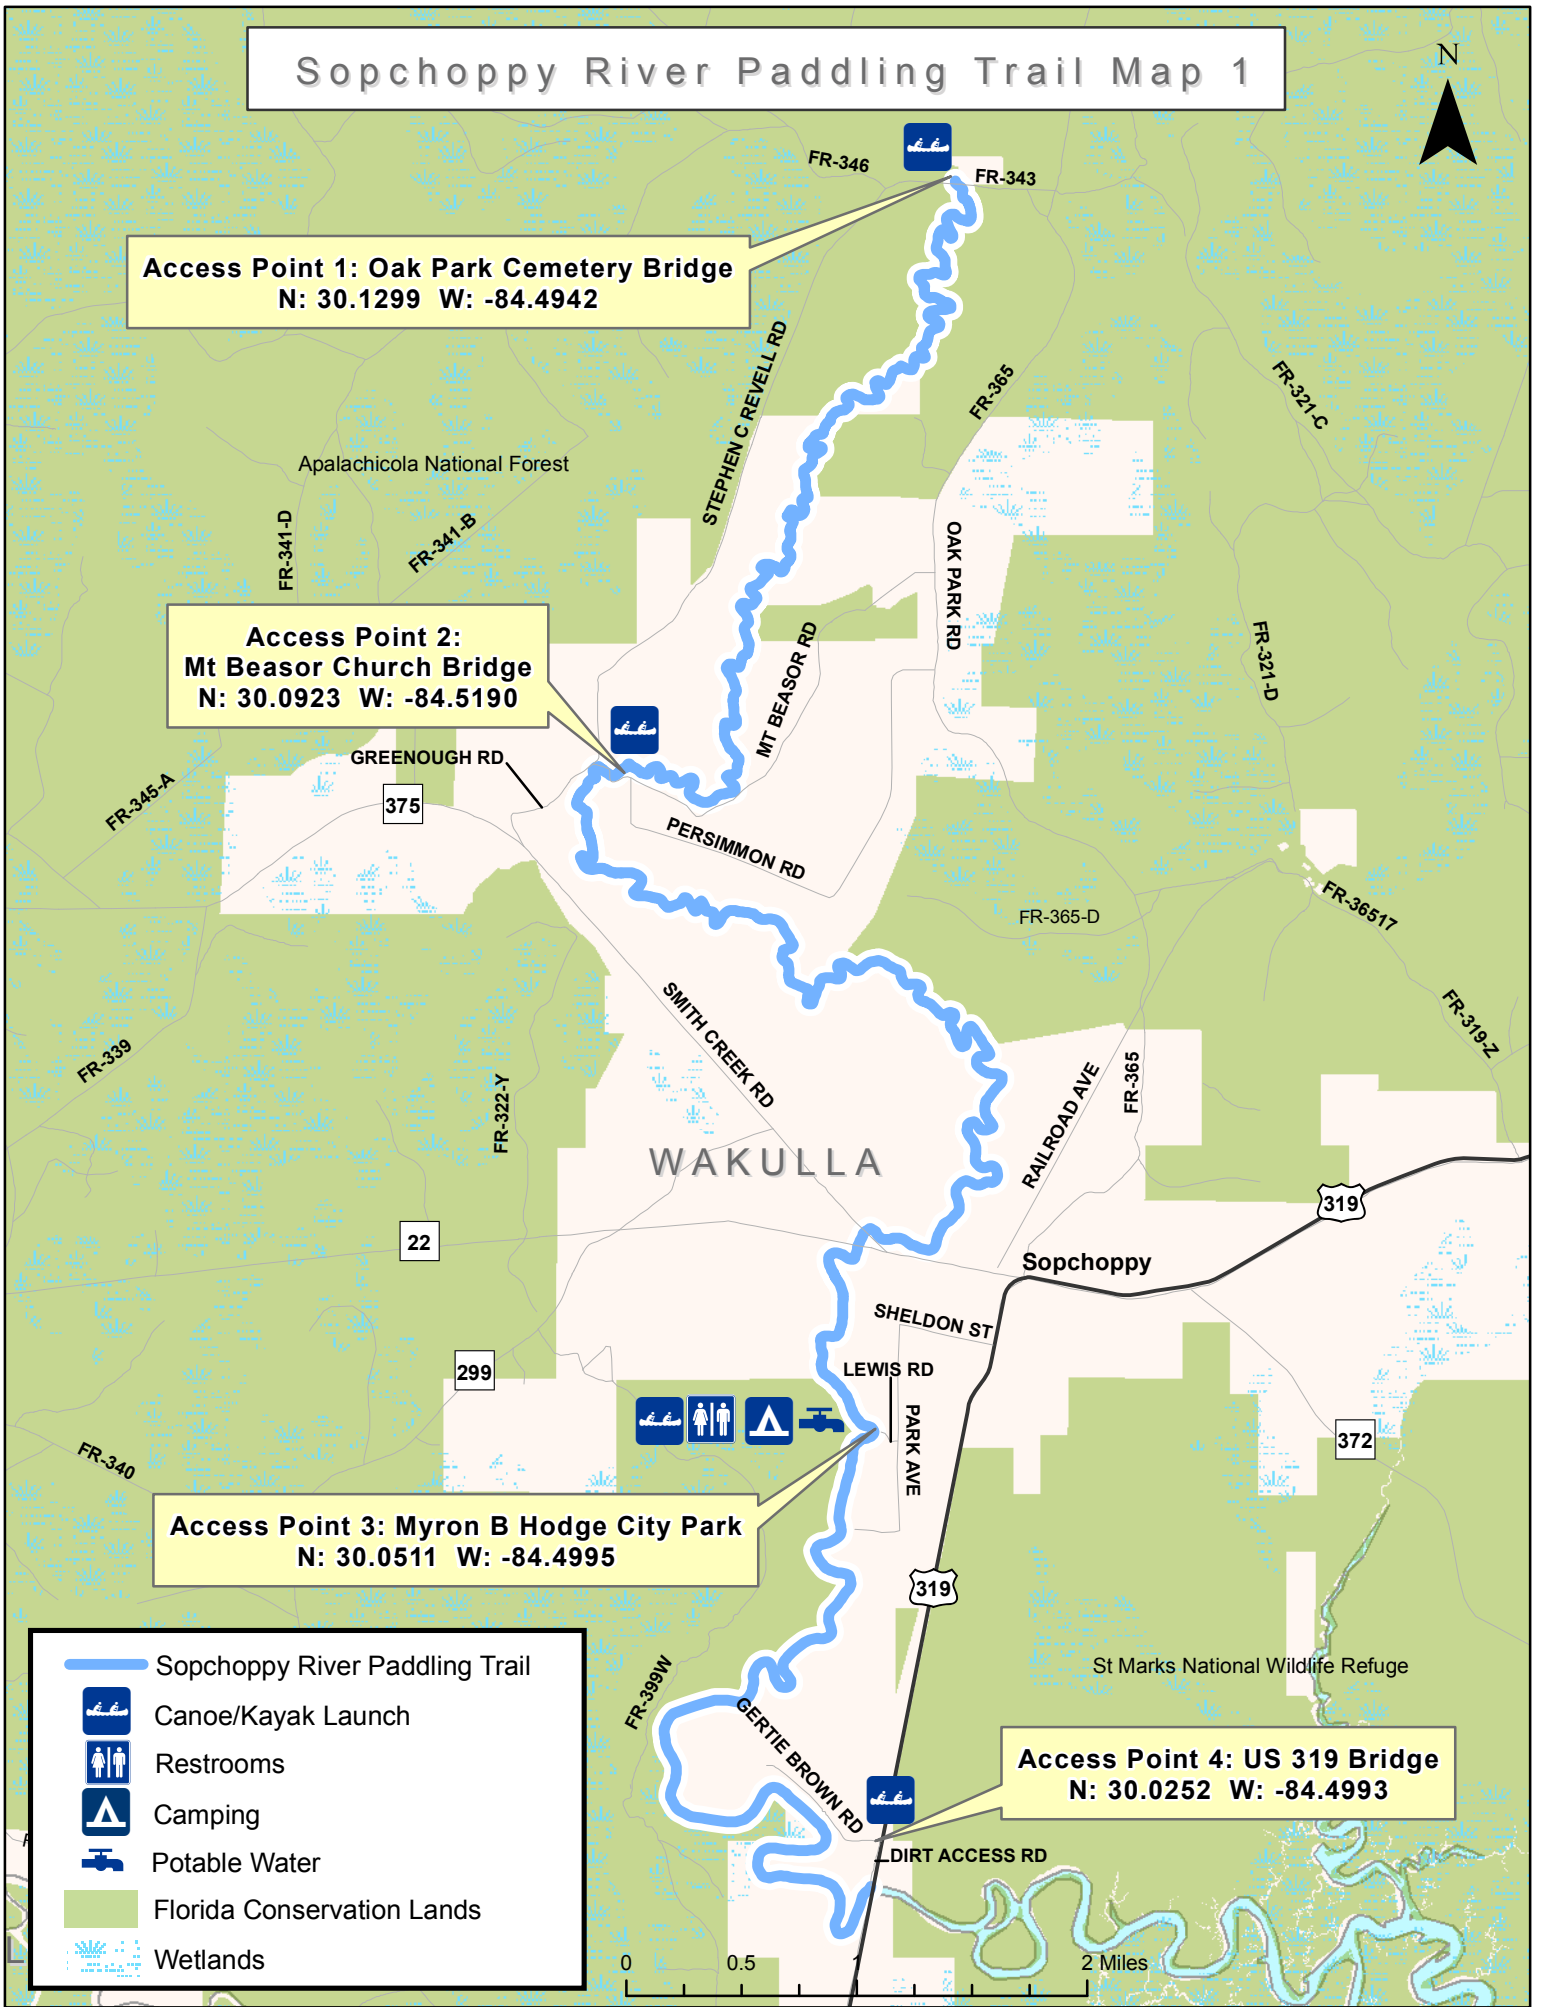 Sopchoppy River Paddling Trail Map 1
N
FR-346
FR-343
Access Point 1: Oak Park Cemetery Bridge
N: 30.1299 W: -84.4942
STEPHEN C REVELL RD
FR-365
FR-321-C
Apalachicola National Forest
FR-341-D
FR-341-B
OAK PARK RD
Access Point 2:
Mt Beasor Church Bridge
N: 30.0923 W: -84.5190
MT BEASOR RD
FR-321-D
GREENOUGH RD
FR-345-A
375
PERSIMMON RD
FR-365-D
FR-36517
SMITH CREEK RD
FR-319-Z
FR-339
FR-322-Y
RAILROAD AVE
FR-365
WAKULLA
319
22
Sopchoppy
SHELDON ST
299
LEWIS RD
PARK AVE
372
FR-340
Access Point 3: Myron B Hodge City Park
N: 30.0511 W: -84.4995
319
FR-399W
St Marks National Wildlife Refuge
GERTIE BROWN RD
Access Point 4: US 319 Bridge
N: 30.0252 W: -84.4993
DIRT ACCESS RD
Sopchoppy River Paddling Trail
Canoe/Kayak Launch
Restrooms
Camping
Potable Water
Florida Conservation Lands
Wetlands
0 0.5 1 2 Miles